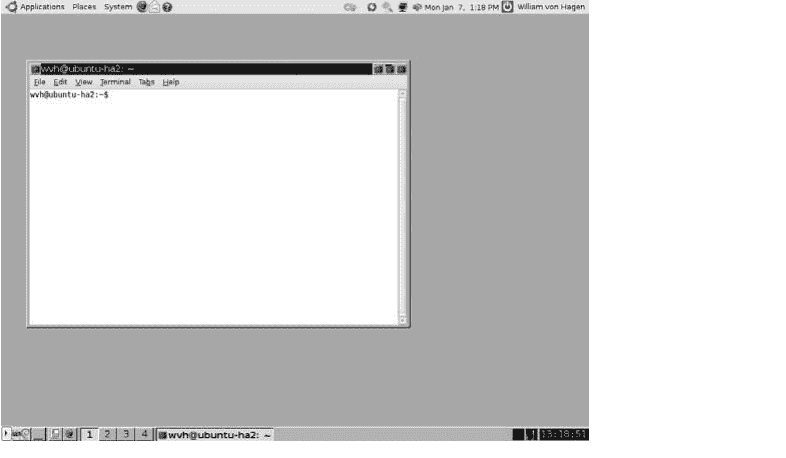 Applications Places System Mon Jan 7, 1:18 PM William von Hagen
wvh@ubuntu-ha2: ~
File Edit View Terminal Tabs Help
wvh@ubuntu-ha2:~$
1 2 3 4 wvh@ubuntu-ha2: ~ 13:18:51